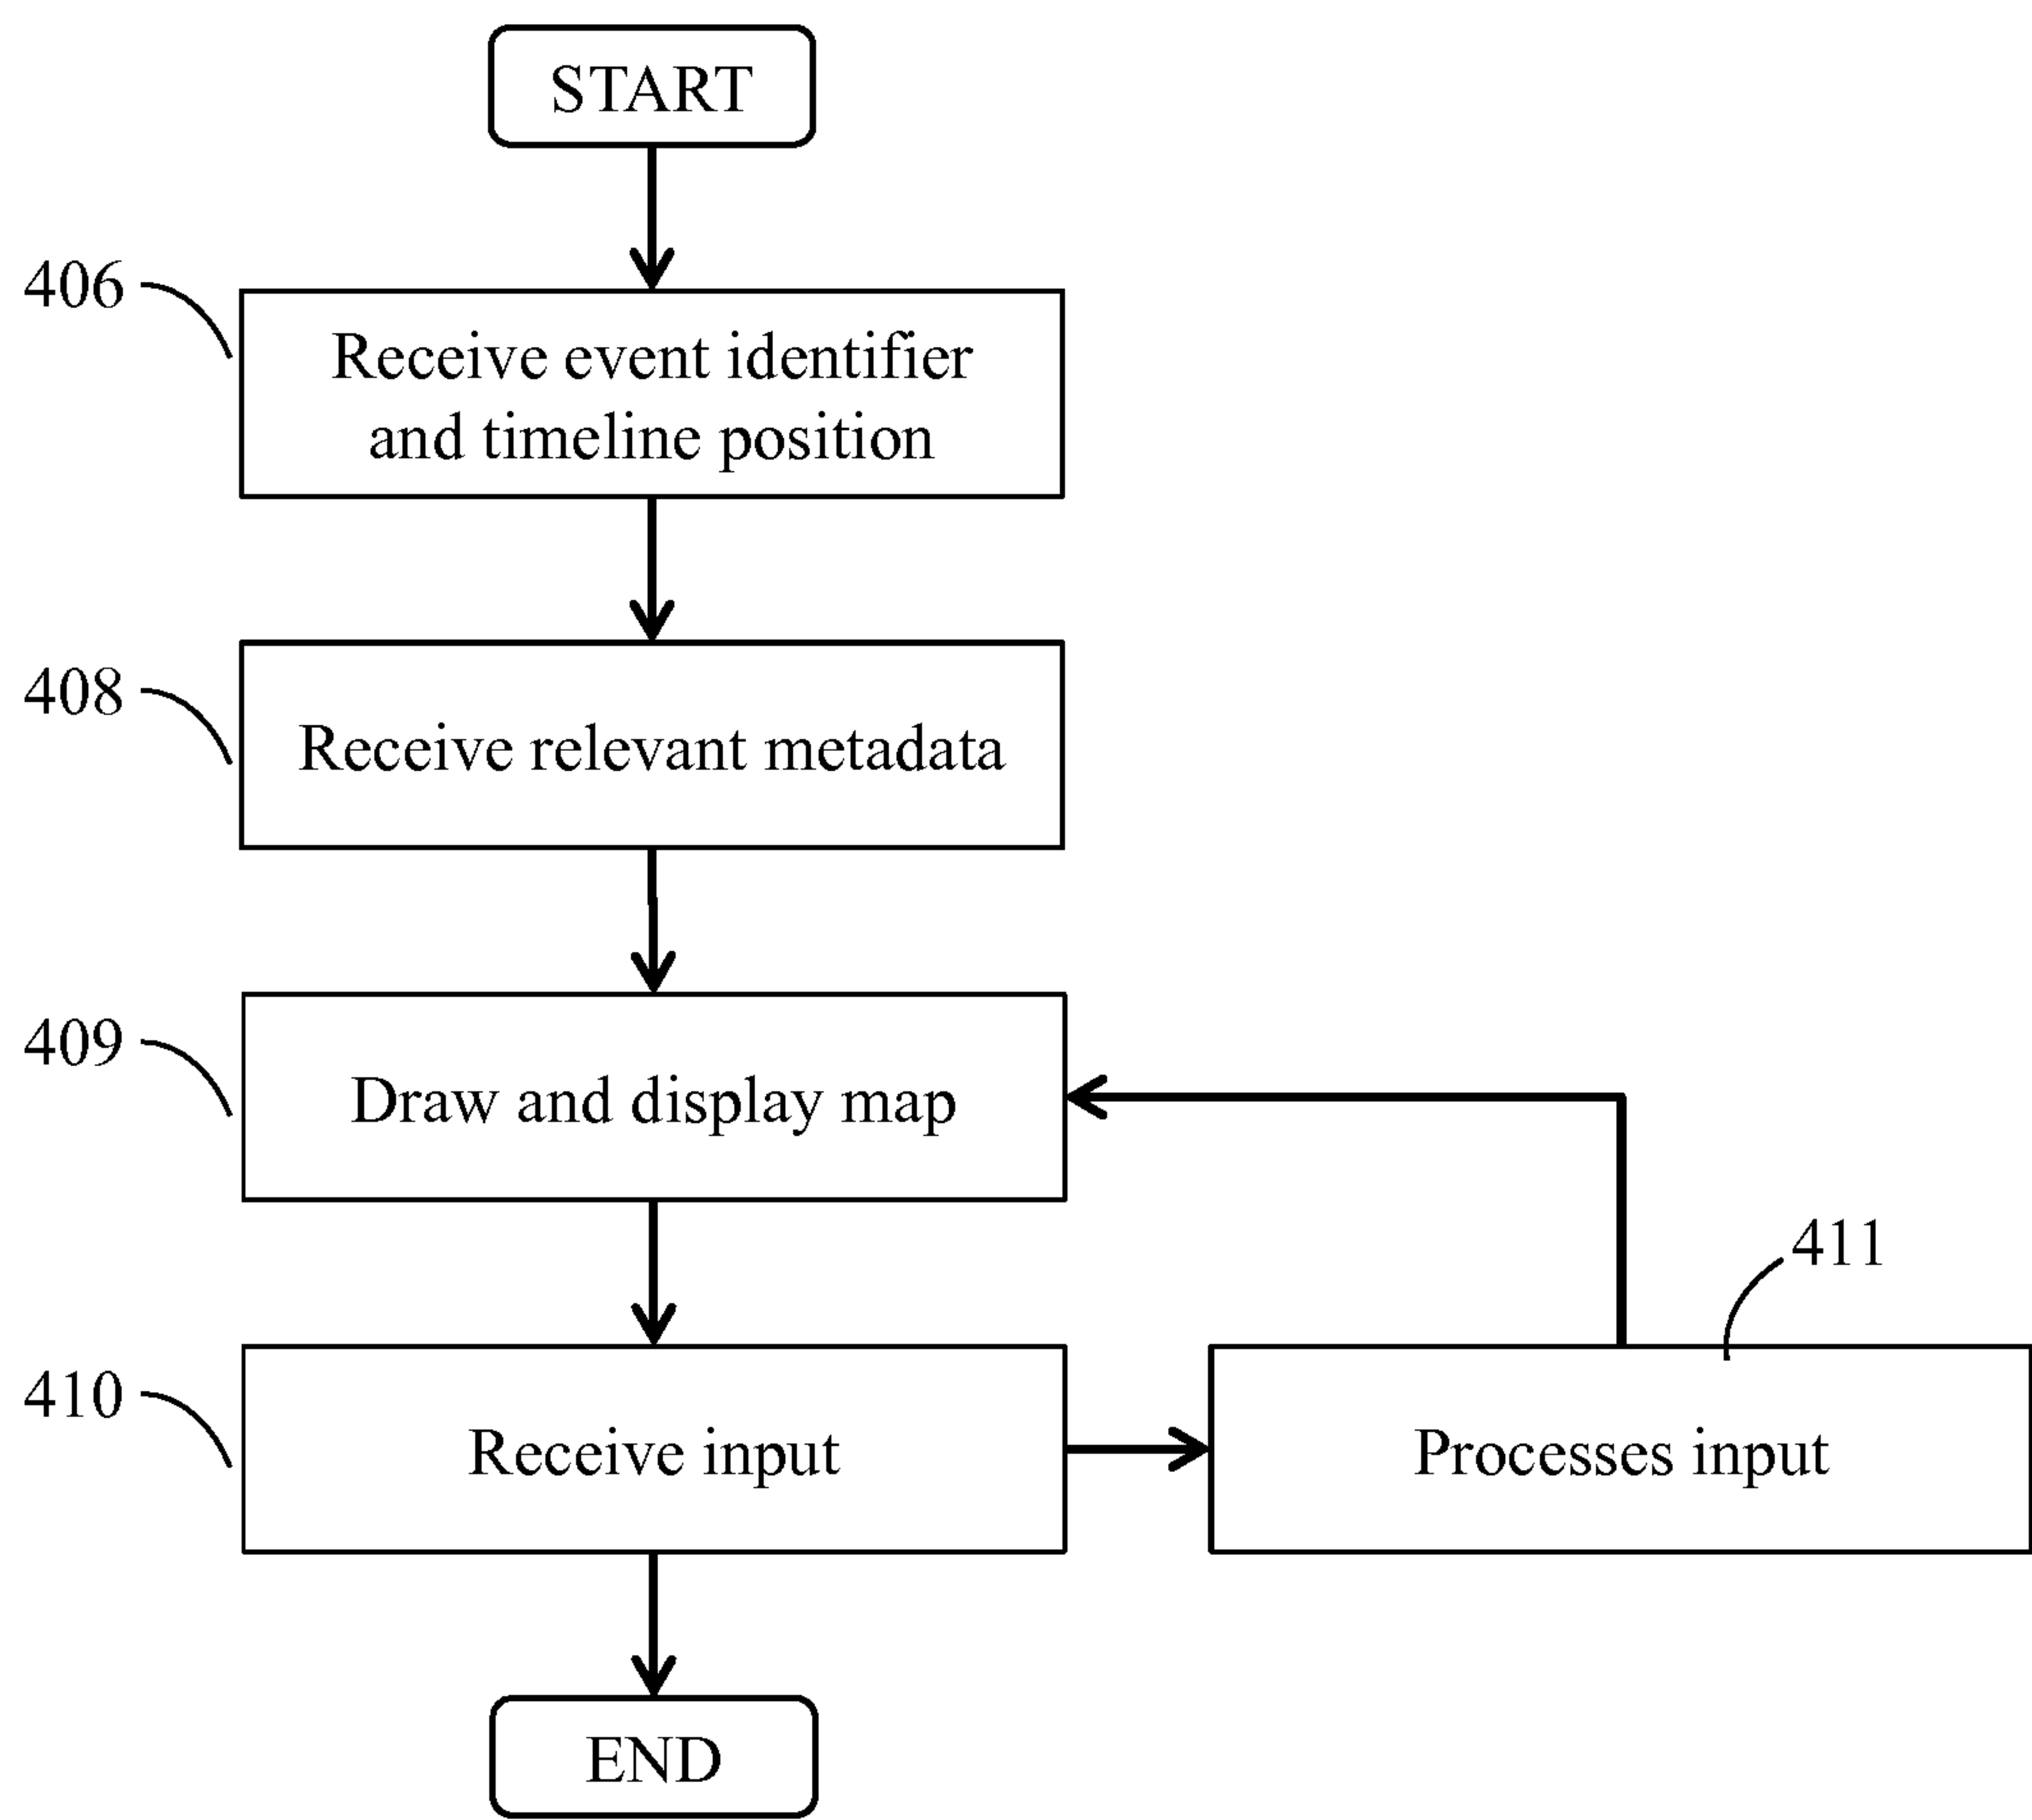 START
406
Receive event identifier
and timeline position
408
Receive relevant metadata
409
Draw and display map
411
410
Receive input
Processes input
END